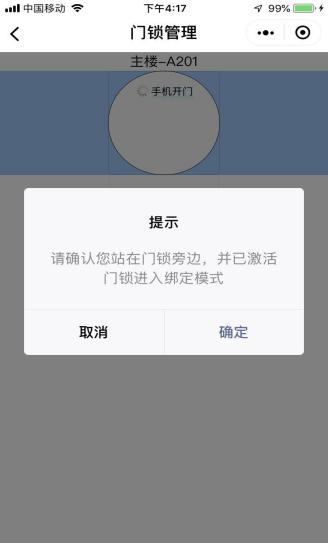 中国移动 下午4:17 99%
门锁管理
主楼-A201
手机开门
提示
请确认您站在门锁旁边，并已激活
门锁进入绑定模式
取消 确定